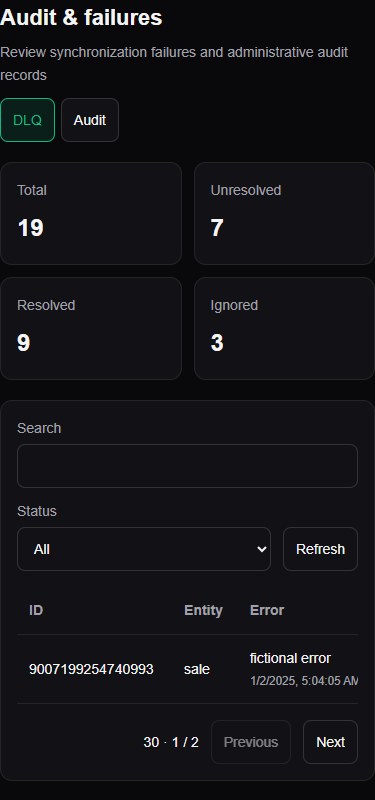 Audit & failures
Review synchronization failures and administrative audit
records
DLQ Audit
Total Unresolved
19 7
Resolved Ignored
9 3
Search
Status
All Refresh
ID Entity Error
9007199254740993 sale fictional error
1/2/2025, 5:04:05 AM
30 · 1 / 2 Previous Next